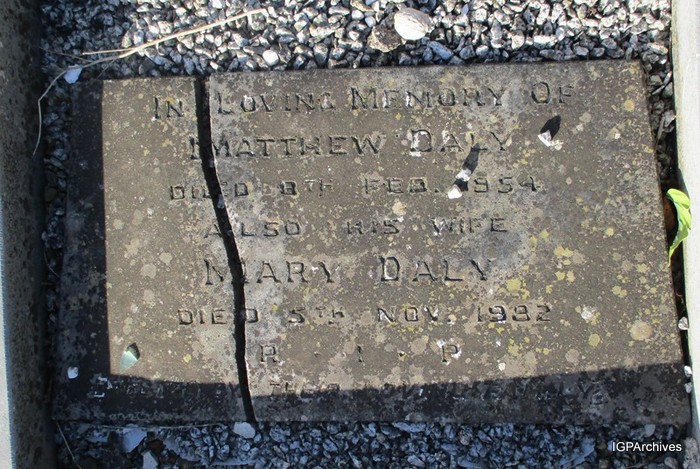 IN LOVING MEMORY OF
MATTHEW DALY
DIED 8TH FEB. 1954
ALSO HIS WIFE
MARY DALY
DIED 5TH NOV. 1982
R . I . P
IGPArchives